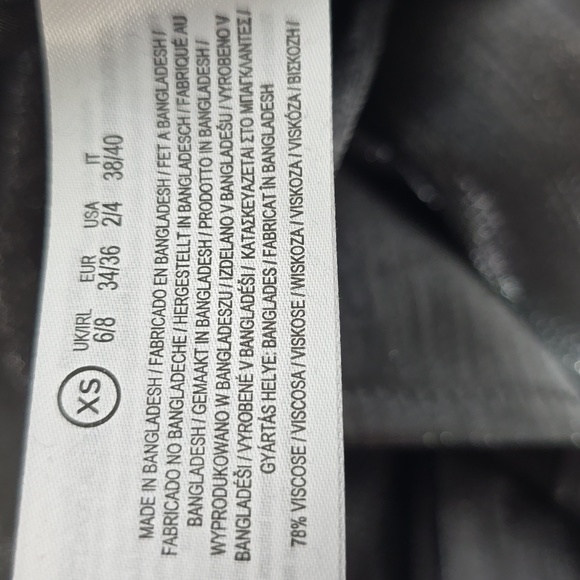 XS
UK/IRL EUR USA IT
6/8 34/36 2/4 38/40
MADE IN BANGLADESH / FABRICADO EN BANGLADESH / FET A BANGLADESH /
FABRICADO NO BANGLADECHE / HERGESTELLT IN BANGLADESCH / FABRIQUÉ AU
BANGLADESH / GEMAAKT IN BANGLADESH / PRODOTTO IN BANGLADESH /
WYPRODUKOWANO W BANGLADESZU / IZDELANO V BANGLADEŠU / VYROBENO V
BANGLADÉŠI / VYROBENÉ V BANGLADÉŠI / ΚΑΤΑΣΚΕΥΑΖΕΤΑΙ ΣΤΟ ΜΠΑΓΚΛΑΝΤΕΣ /
GYÁRTÁS HELYE: BANGLADES / FABRICAT ÎN BANGLADESH
78% VISCOSE / VISCOSA / VISKOSE / WISKOZA / VISKOZA / VISKÓZA / ΒΙΣΚΟΖΗ /